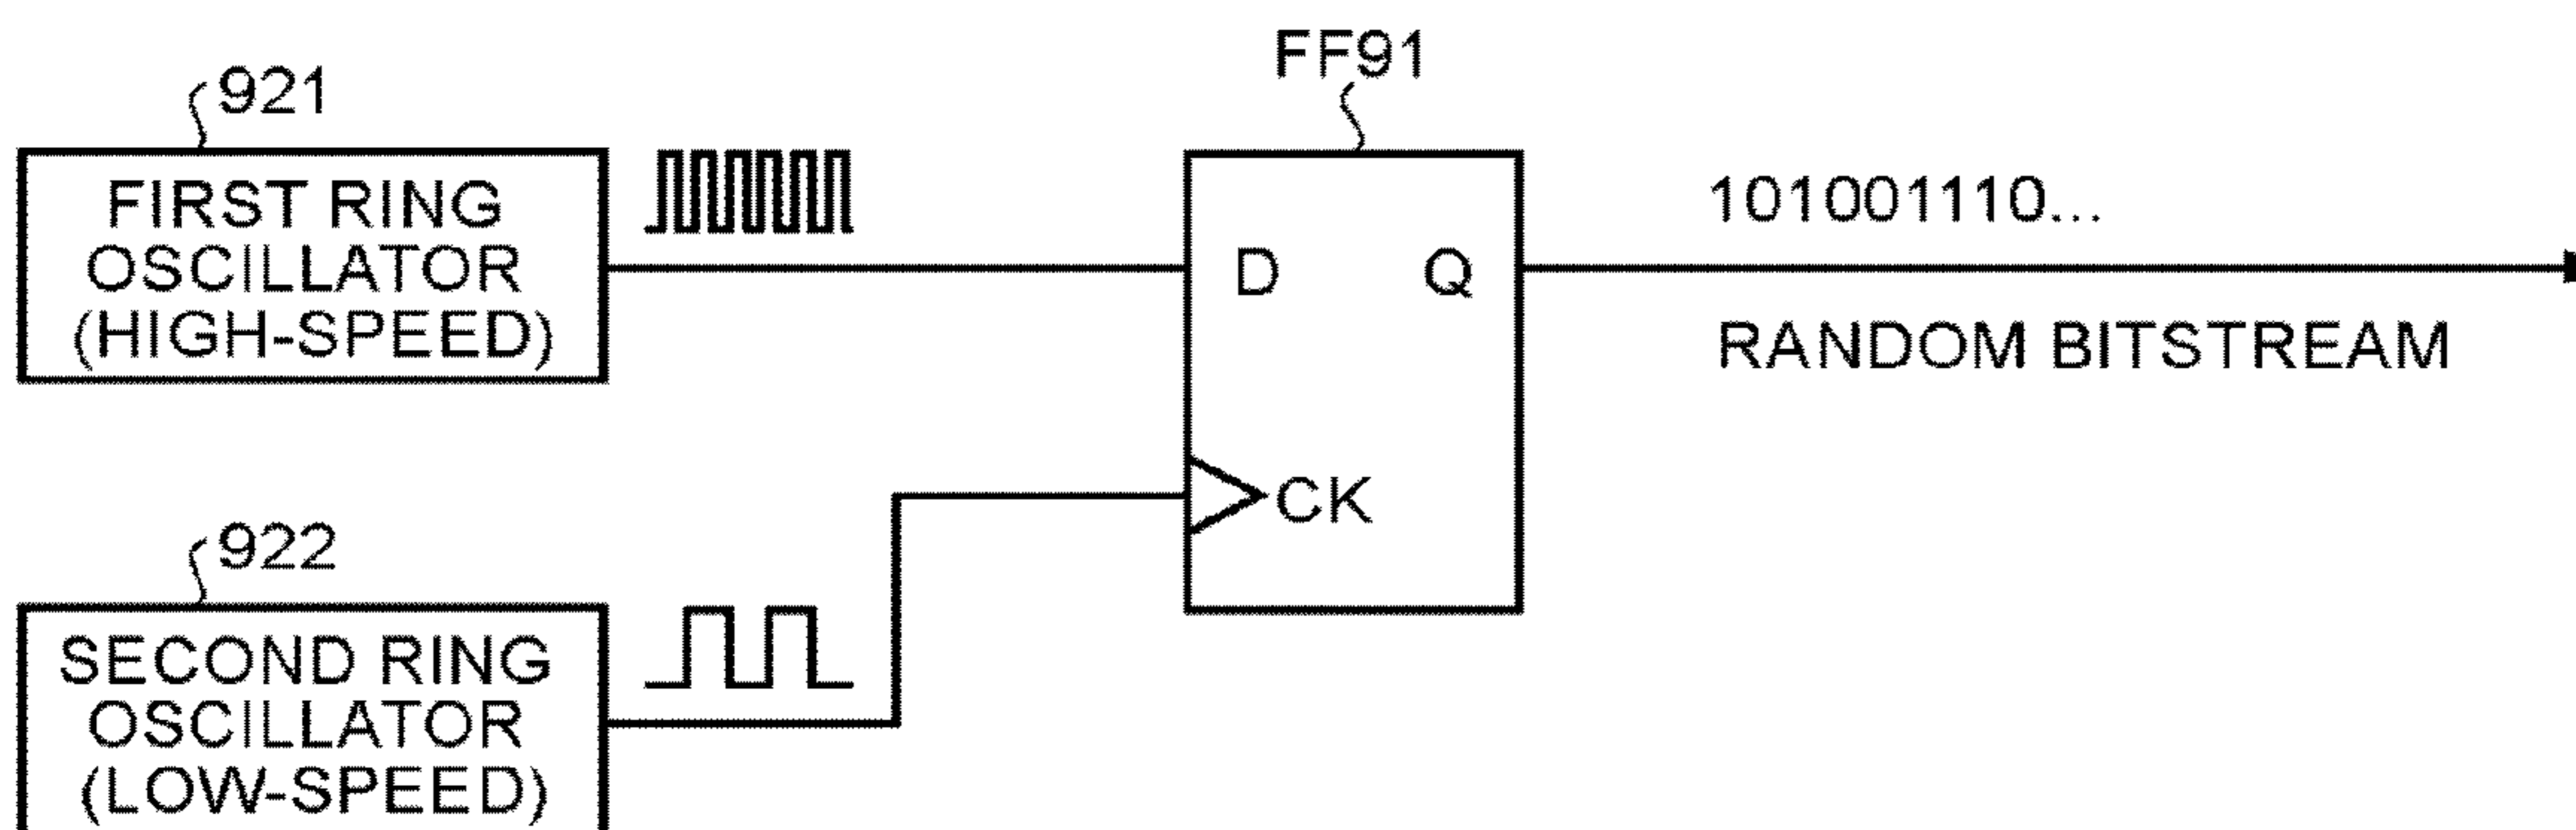 921
FIRST RING
OSCILLATOR
(HIGH-SPEED)
FF91
D
Q
CK
101001110...
RANDOM BITSTREAM
922
SECOND RING
OSCILLATOR
(LOW-SPEED)